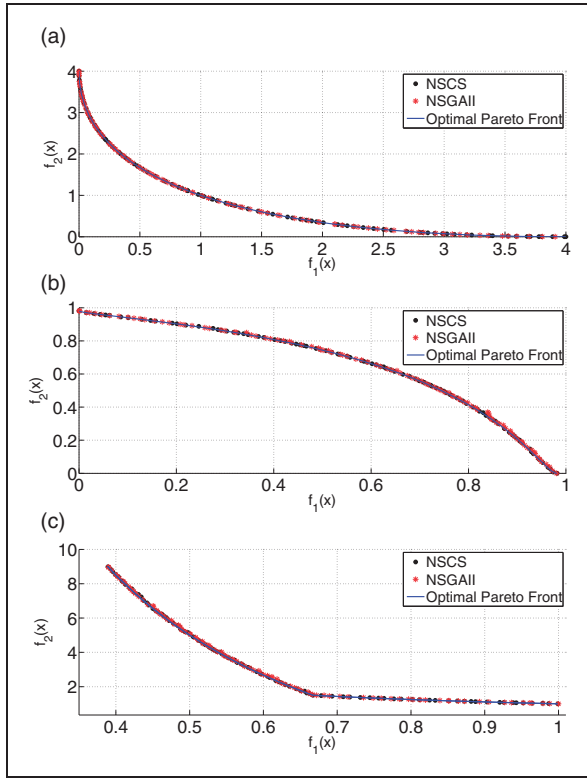 (a)
4
3
2
1
0
f2(x)
NSCS
NSGAII
Optimal Pareto Front
0 0.5 1 1.5 2 2.5 3 3.5 4
f1(x)
(b)
1
0.8
0.6
0.4
0.2
0
f2(x)
NSCS
NSGAII
Optimal Pareto Front
0 0.2 0.4 0.6 0.8 1
f1(x)
(c)
10
8
6
4
2
f2(x)
NSCS
NSGAII
Optimal Pareto Front
0.4 0.5 0.6 0.7 0.8 0.9 1
f1(x)